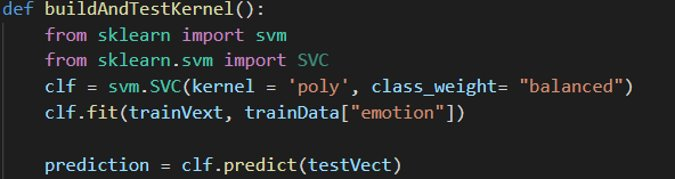 def buildAndTestKernel():
    from sklearn import svm
    from sklearn.svm import SVC
    clf = svm.SVC(kernel = 'poly', class_weight= "balanced")
    clf.fit(trainVext, trainData["emotion"])
    prediction = clf.predict(testVect)